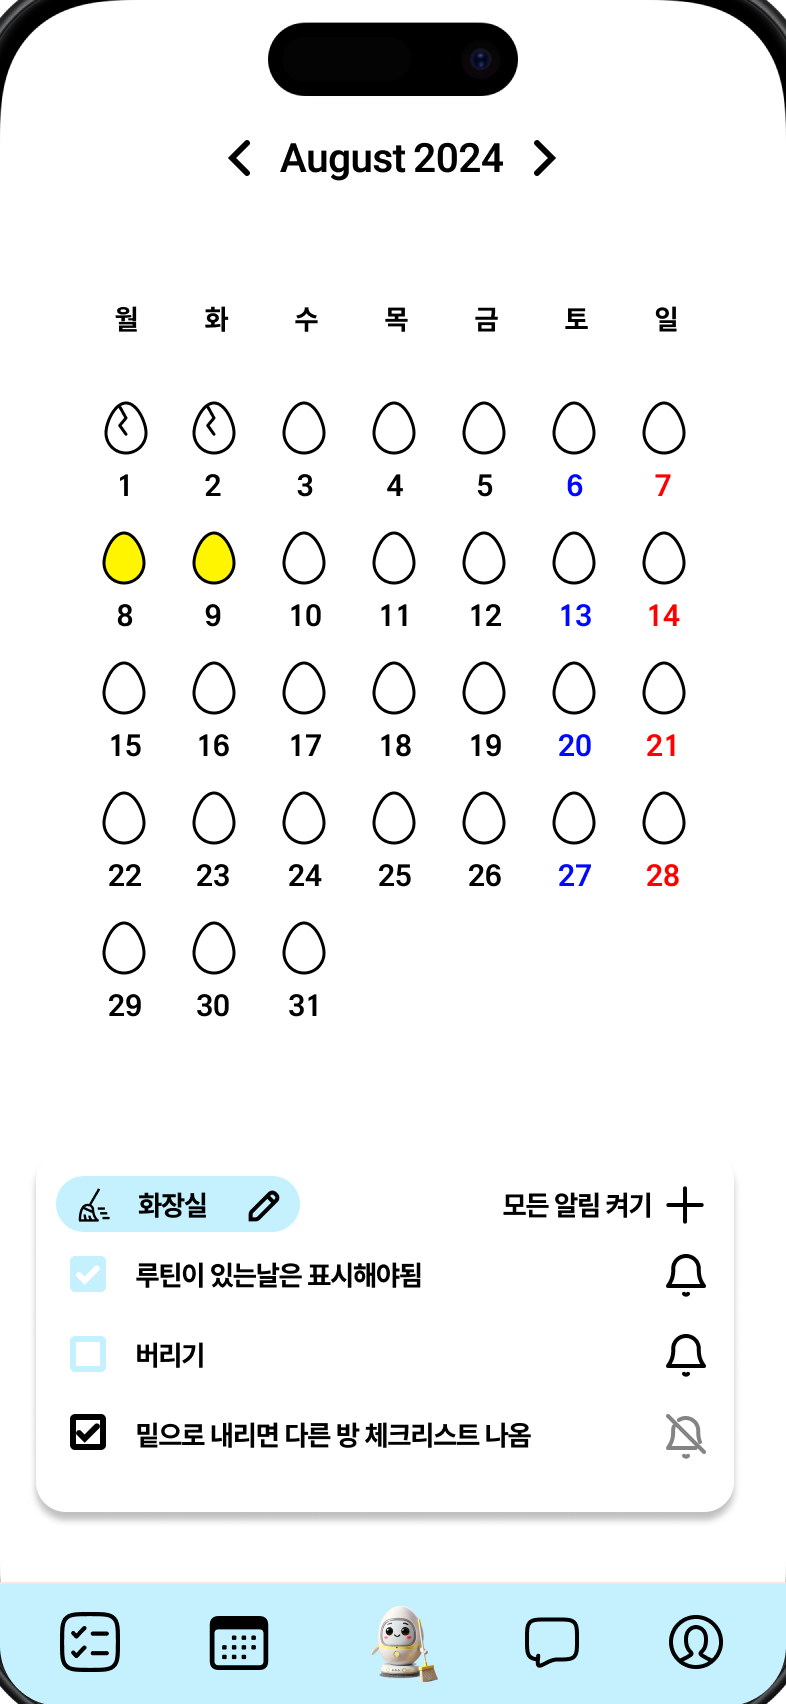 August 2024
월 화 수 목 금 토 일
1 2 3 4 5 6 7
8 9 10 11 12 13 14
15 16 17 18 19 20 21
22 23 24 25 26 27 28
29 30 31
화장실 모든 알림 켜기
루틴이 있는날은 표시해야됨
버리기
밑으로 내리면 다른 방 체크리스트 나옴